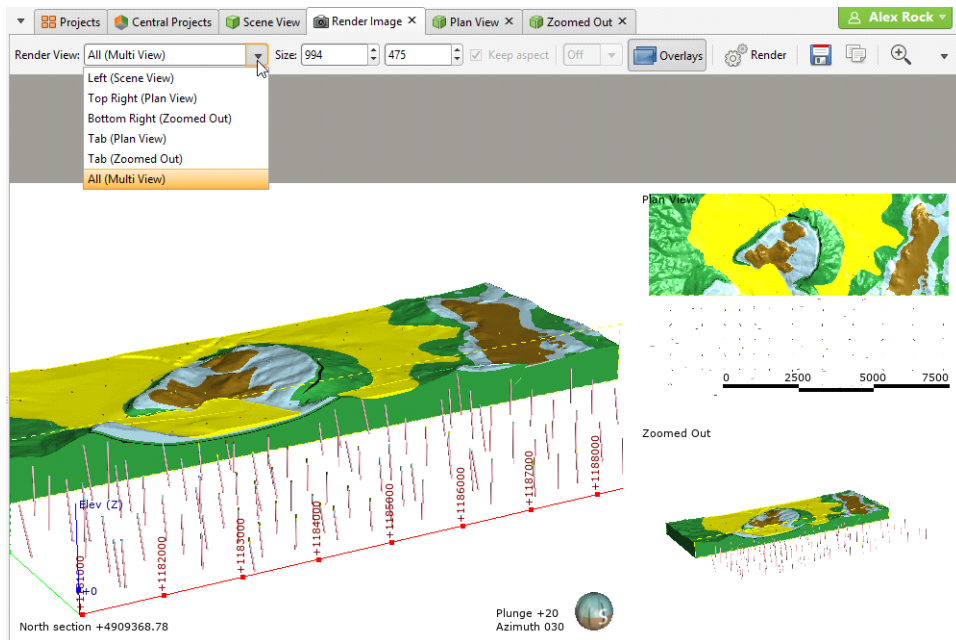 Projects Central Projects Scene View Render Image Plan View Zoomed Out Alex Rock
Render View: All (Multi View) Size: 994 475 Keep aspect Off Overlays Render
Left (Scene View)
Top Right (Plan View)
Bottom Right (Zoomed Out)
Tab (Plan View)
Tab (Zoomed Out)
All (Multi View)
Plan View
0 2500 5000 7500
Zoomed Out
Elev (Z)
+0
+1182000
+1183000
+1184000
+1185000
+1186000
+1187000
+1188000
North section +4909368.78
Plunge +20
Azimuth 030
S